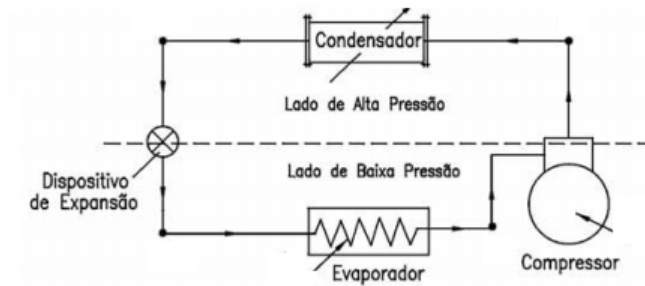 Condensador
Lado de Alta Pressão
Dispositivo
de Expansão
Lado de Baixa Pressão
Evaporador
Compressor